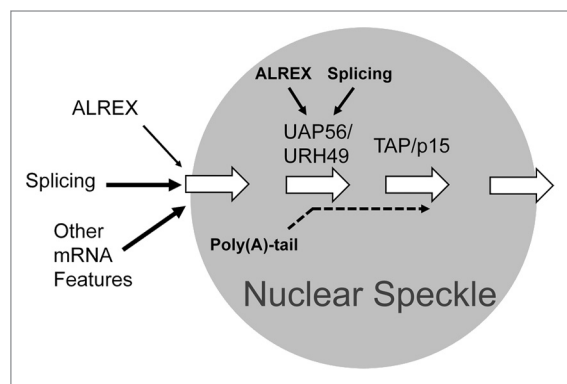 ALREX
Splicing
Other
mRNA
Features
ALREX Splicing
UAP56/
URH49
TAP/p15
Poly(A)-tail
Nuclear Speckle